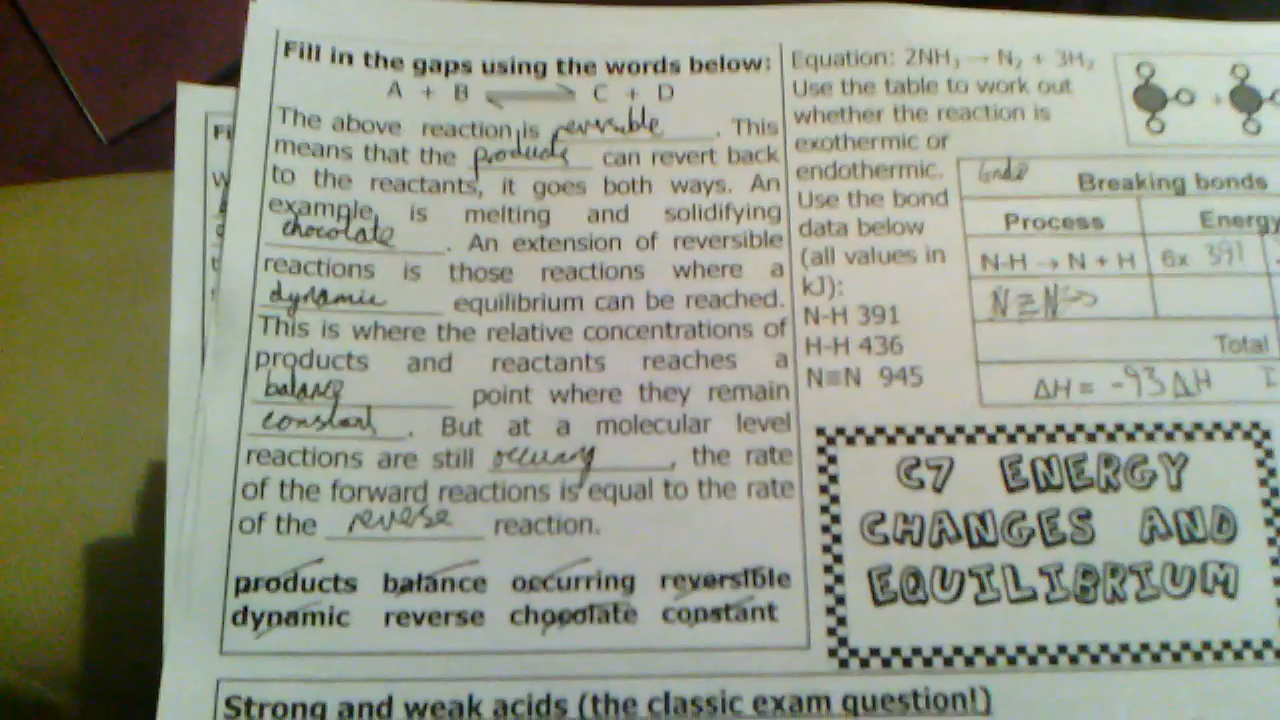 Fill in the gaps using the words below:
A + B ⇌ C + D
The above reaction is reversible. This
means that the products can revert back
to the reactants, it goes both ways. An
example is melting and solidifying
chocolate. An extension of reversible
reactions is those reactions where a
dynamic equilibrium can be reached.
This is where the relative concentrations of
products and reactants reaches a
balance point where they remain
constant. But at a molecular level
reactions are still occuring, the rate
of the forward reactions is equal to the rate
of the reverse reaction.
products balance occurring reversible
dynamic reverse chocolate constant
Equation: 2NH₃ → N₂ + 3H₂
Use the table to work out
whether the reaction is
exothermic or
endothermic.
Use the bond
data below
(all values in
kJ):
N-H 391
H-H 436
N≡N 945
Breaking bonds
Process Energy
N-H → N + H 6x 391
N≡N
Total
ΔH = -93 ΔH
C7 ENERGY
CHANGES AND
EQUILIBRIUM
Strong and weak acids (the classic exam question!)